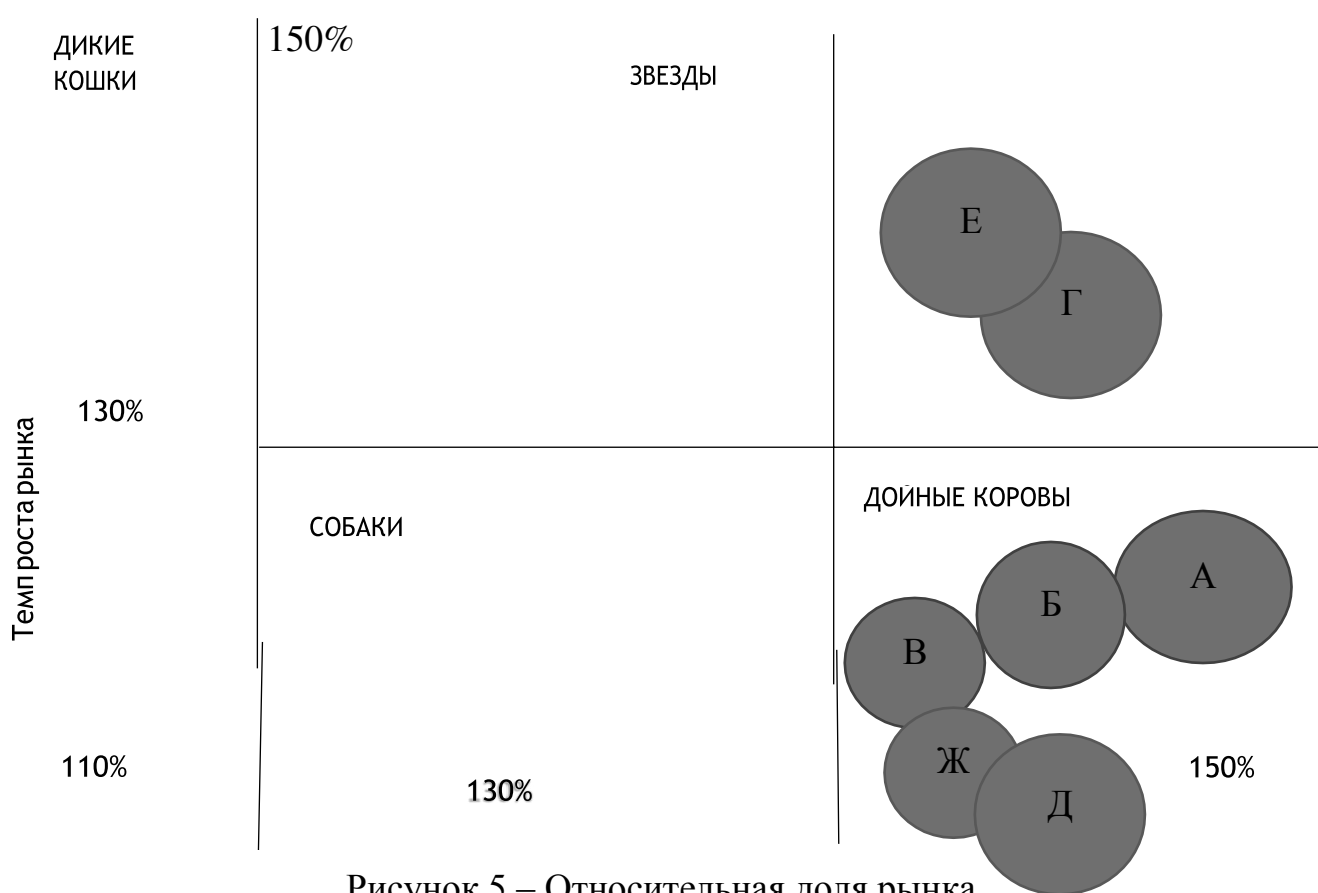 ДИКИЕ
КОШКИ
150%
ЗВЕЗДЫ
Е
Г
130%
Темп роста рынка
ДОЙНЫЕ КОРОВЫ
СОБАКИ
А
Б
В
Ж
110%
150%
130%
Д
Рисунок 5 – Относительная доля рынка